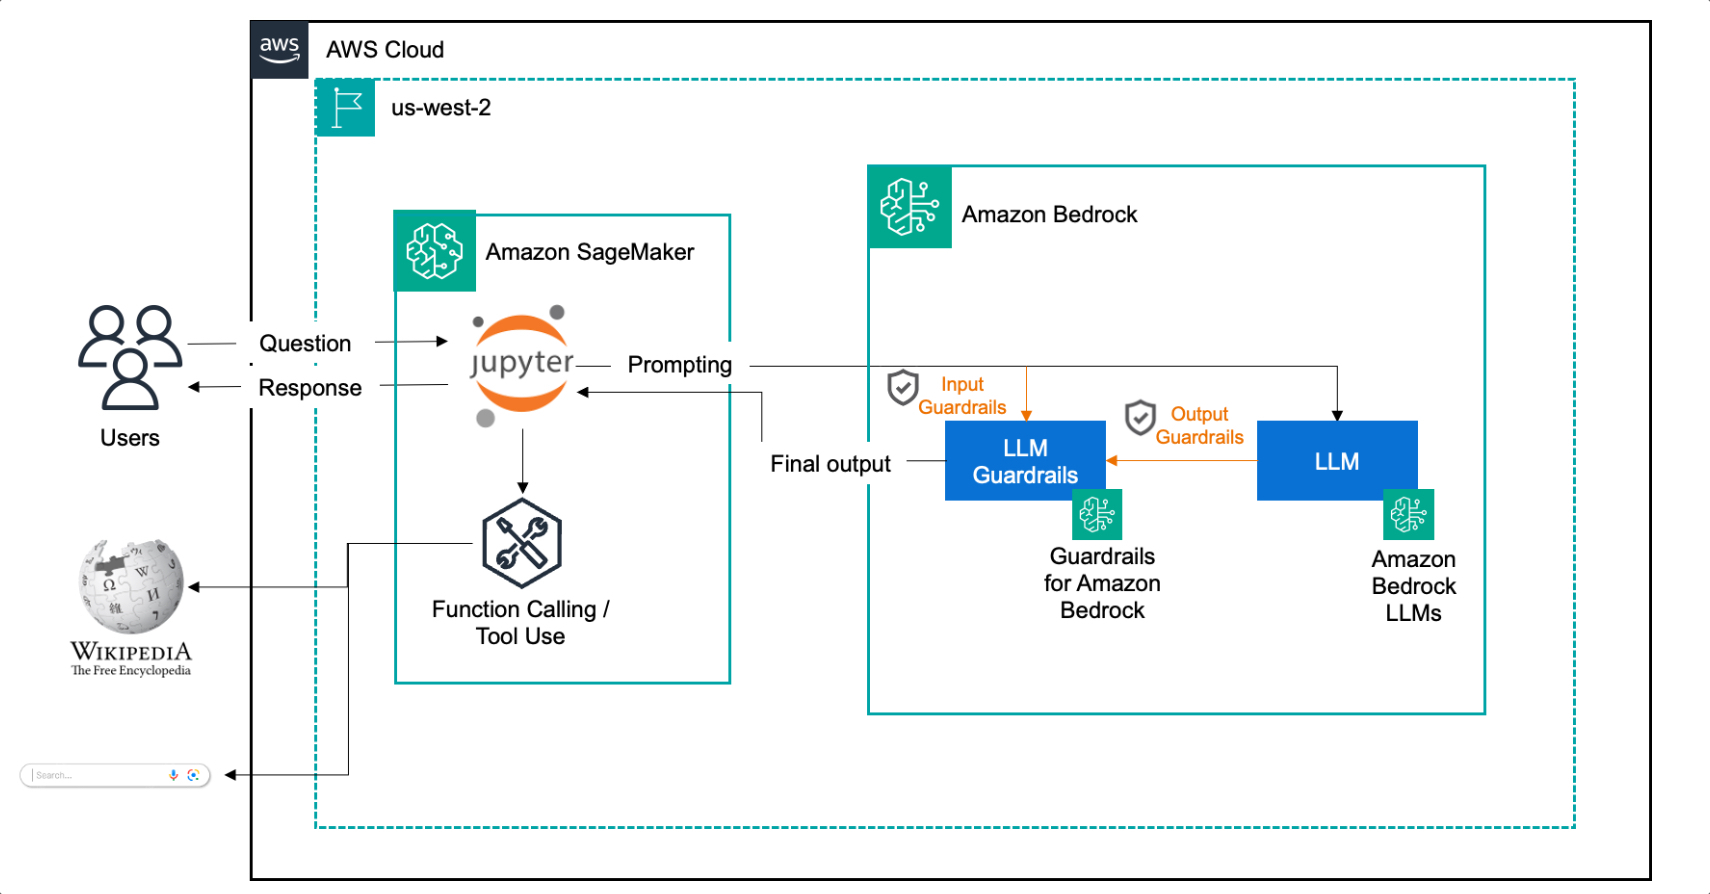 aws
AWS Cloud
us-west-2
Amazon SageMaker
Amazon Bedrock
Question
Response
Users
jupyter
Prompting
Input
Guardrails
Output
Guardrails
LLM
Guardrails
LLM
Final output
Guardrails
for Amazon
Bedrock
Amazon
Bedrock
LLMs
Function Calling /
Tool Use
Ω
W
И
WIKIPEDIA
The Free Encyclopedia
Search...